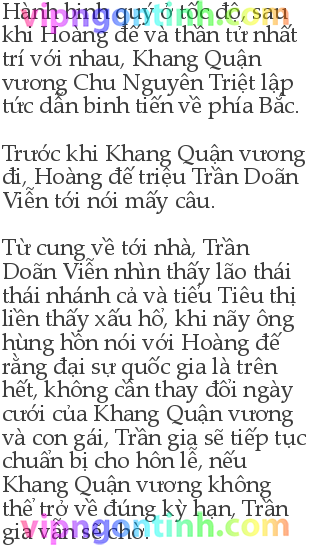 Hành binh quý ở tốc độ, sau
khi Hoàng đế và thần tử nhất
trí với nhau, Khang Quận
vương Chu Nguyên Triệt lập
tức dẫn binh tiến về phía Bắc.
Trước khi Khang Quận vương
đi, Hoàng đế triệu Trần Doãn
Viễn tới nói mấy câu.
Từ cung về tới nhà, Trần
Doãn Viễn nhìn thấy lão thái
thái nhánh cả và tiểu Tiêu thị
liền thấy xấu hổ, khi nãy ông
hùng hồn nói với Hoàng đế
rằng đại sự quốc gia là trên
hết, không cần thay đổi ngày
cưới của Khang Quận vương
và con gái, Trần gia sẽ tiếp tục
chuẩn bị cho hôn lễ, nếu
Khang Quận vương không
thể trở về đúng kỳ hạn, Trần
gia vẫn sẽ chờ.
vipngontinh.com
vipngontinh.com